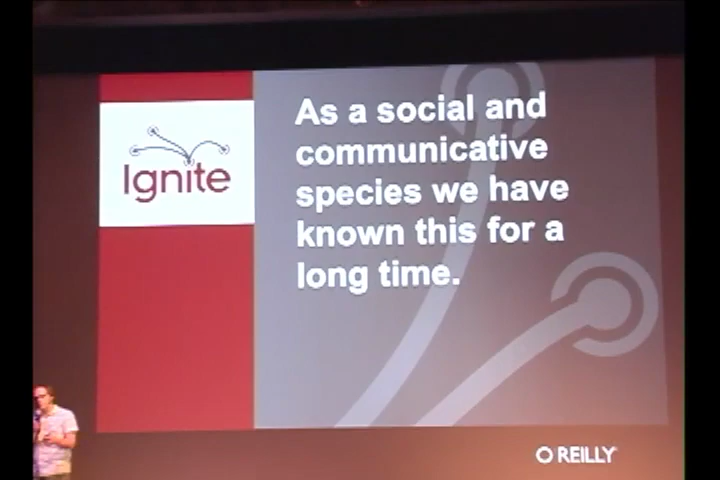 Ignite
As a social and
communicative
species we have
known this for a
long time.
O REILLY